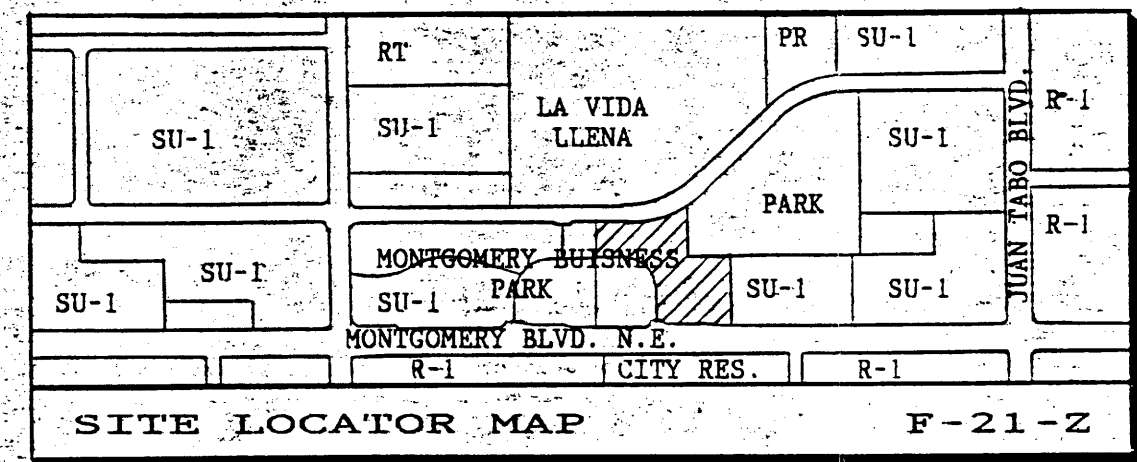 RT
PR SU-1
LA VIDA
LLENA
SU-1
SU-1
SU-1
R-1
JUAN TABO BLVD.
PARK
R-1
MONTGOMERY BUISNESS
PARK
SU-1
SU-1
SU-1
SU-1
SU-1
MONTGOMERY BLVD. N.E.
R-1
CITY RES.
R-1
SITE LOCATOR MAP F-21-Z